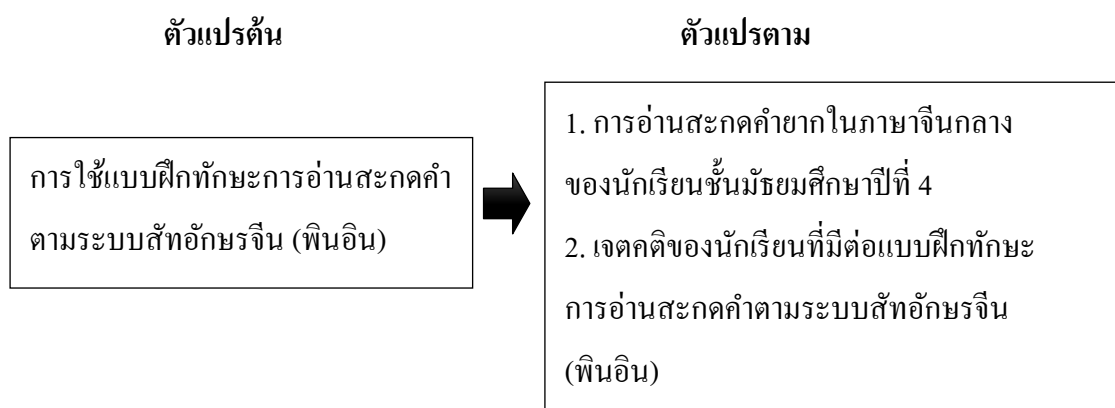 ตัวแปรต้น
ตัวแปรตาม
การใช้แบบฝึกทักษะการอ่านสะกดคำ
ตามระบบสัทอักษรจีน (พินอิน)
1. การอ่านสะกดคำยากในภาษาจีนกลาง
ของนักเรียนชั้นมัธยมศึกษาปีที่ 4
2. เจตคติของนักเรียนที่มีต่อแบบฝึกทักษะ
การอ่านสะกดคำตามระบบสัทอักษรจีน
(พินอิน)